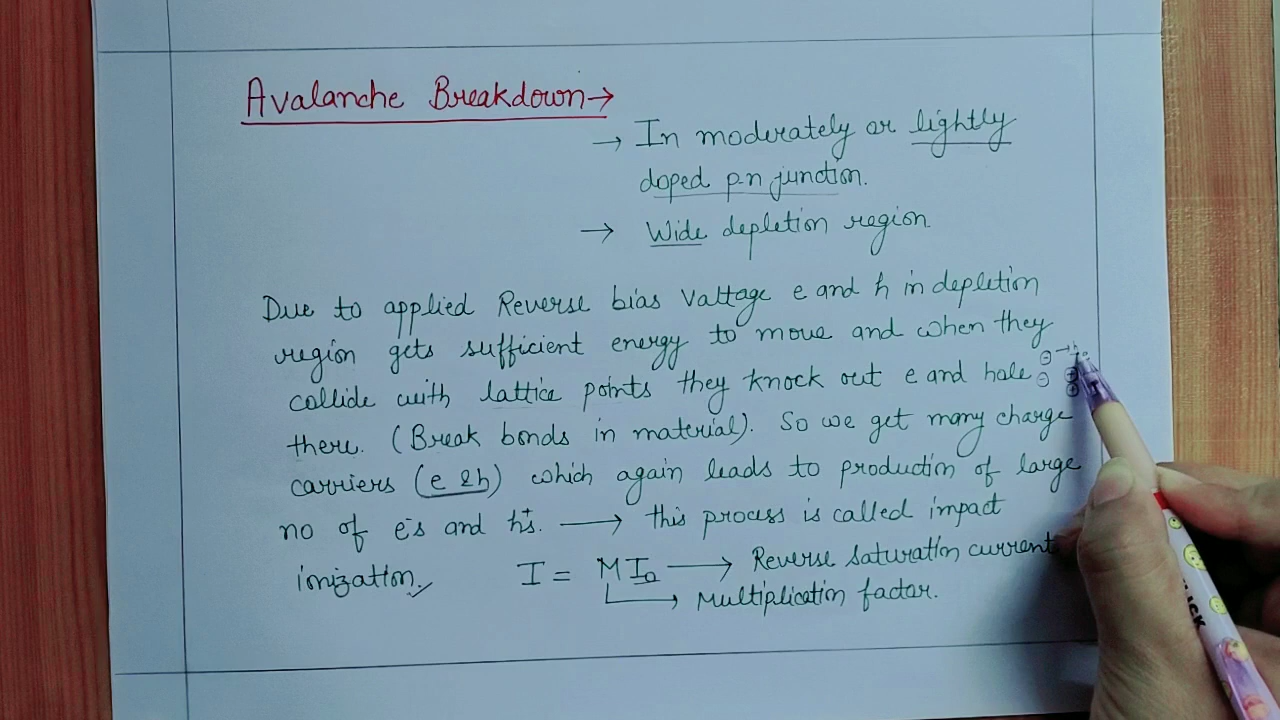 Avalanche Breakdown→
→ In moderately or lightly
doped p-n junction.
→ Wide depletion region
Due to applied Reverse bias Valtage e and h in depletion
region gets sufficient energy to move and when they
collide with lattice points they knock out e and hole
there. (Break bonds in material). So we get many charge
carriers (e & h) which again leads to production of large
no of e⁻s and h⁺s. → this process is called impact
ionization. I = MI₀ → Reverse saturation current
→ Multiplication factor.